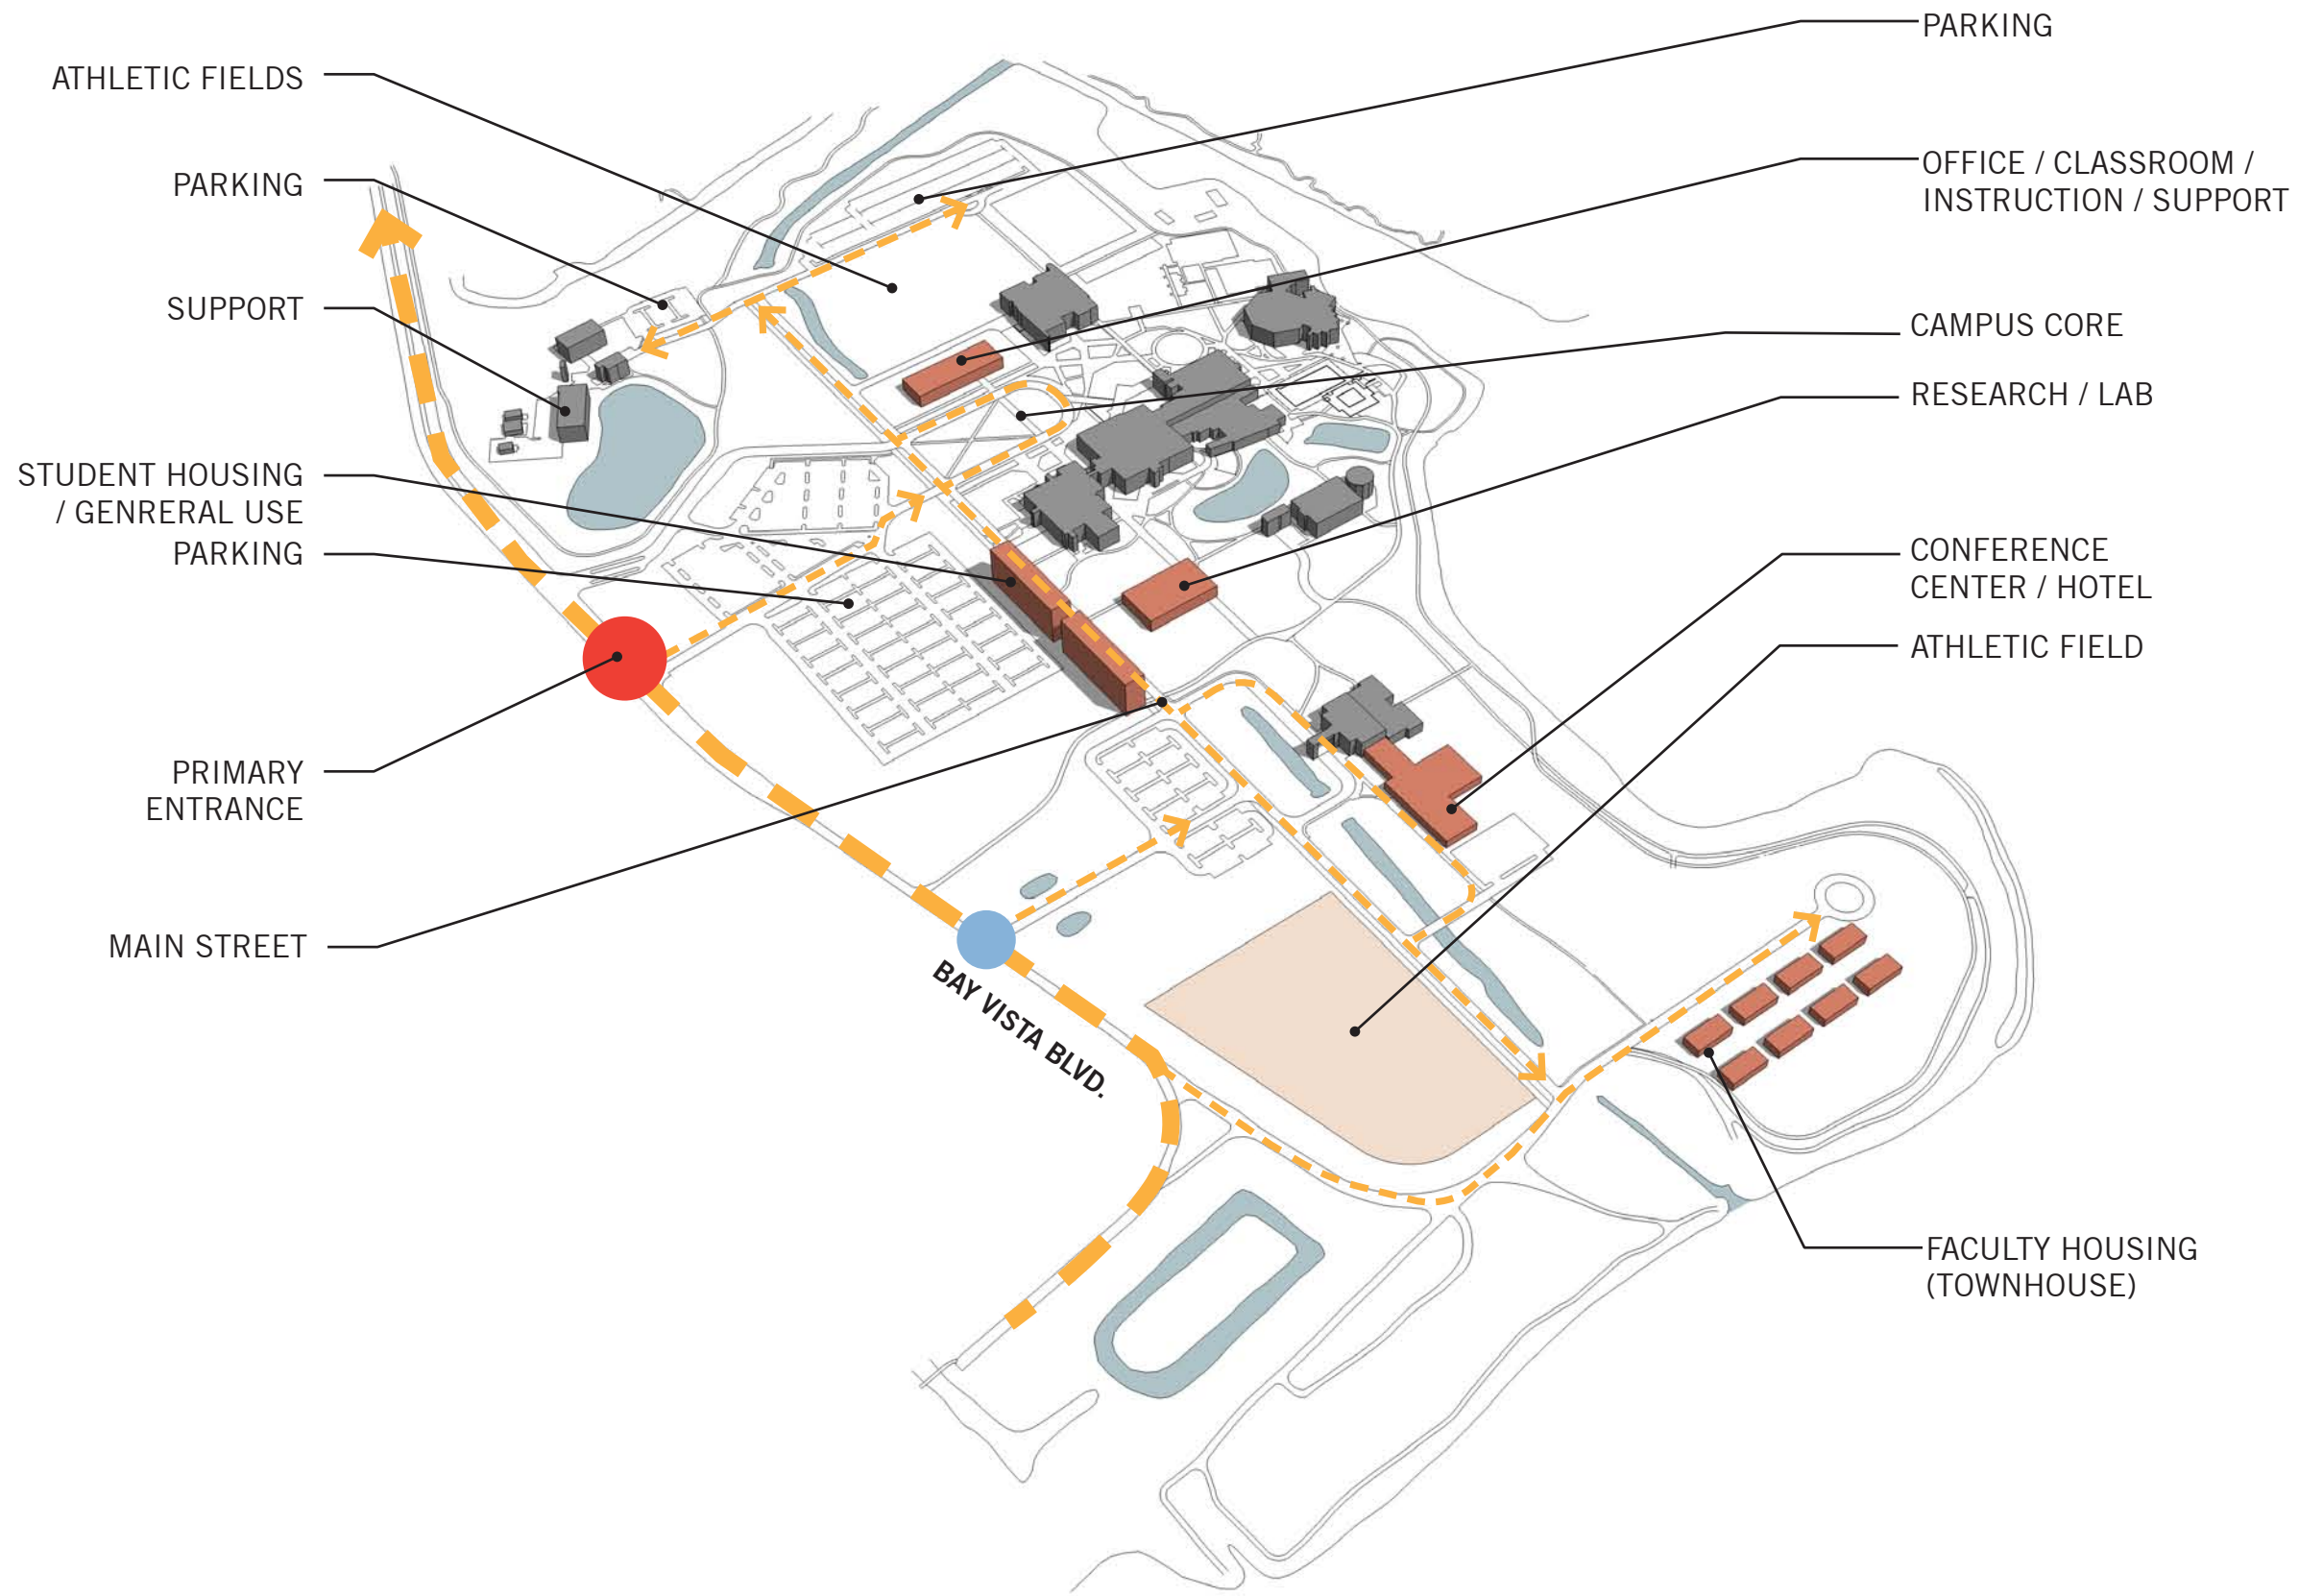 PARKING
ATHLETIC FIELDS
PARKING
OFFICE / CLASSROOM /
INSTRUCTION / SUPPORT
SUPPORT
CAMPUS CORE
RESEARCH / LAB
STUDENT HOUSING
/ GENRERAL USE
PARKING
CONFERENCE
CENTER / HOTEL
ATHLETIC FIELD
PRIMARY
ENTRANCE
MAIN STREET
BAY VISTA BLVD.
FACULTY HOUSING
(TOWNHOUSE)